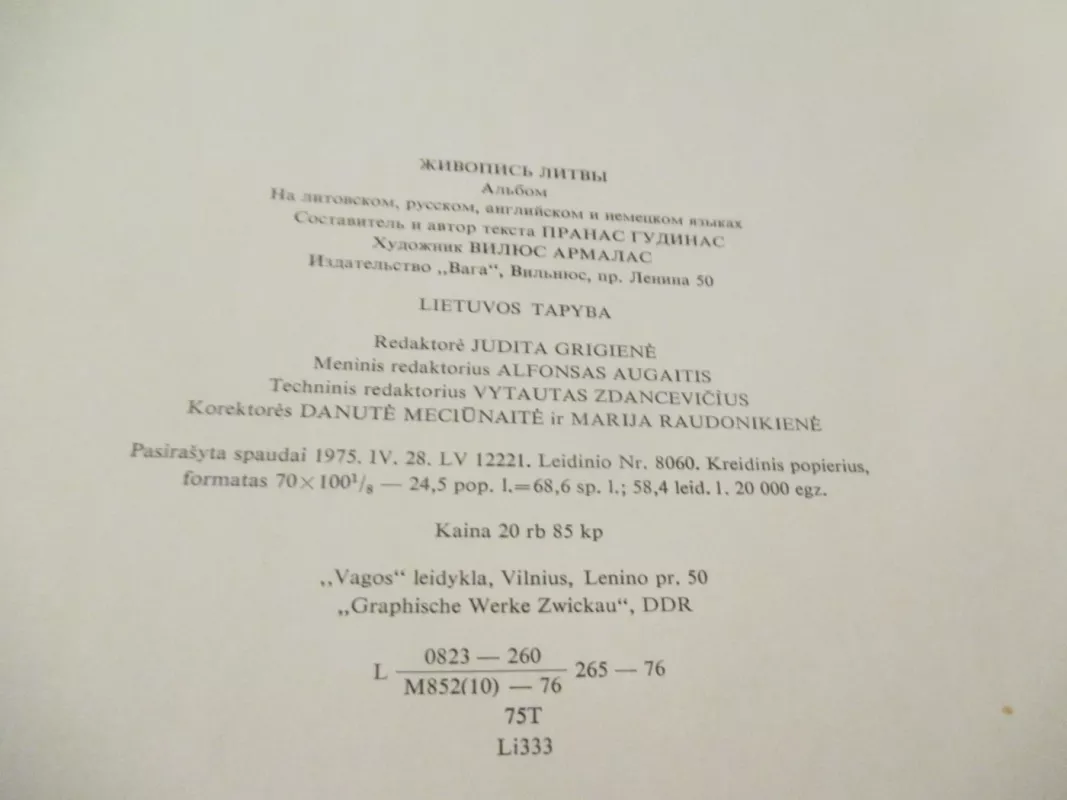 ЖИВОПИСЬ ЛИТВЫ
Альбом
На литовском, русском, английском и немецком языках
Составитель и автор текста ПРАНАС ГУДИНАС
Художник ВИЛЮС АРМАЛАС
Издательство „Вага“, Вильнюс, пр. Ленина 50
LIETUVOS TAPYBA
Redaktorė JUDITA GRIGIENĖ
Meninis redaktorius ALFONSAS AUGAITIS
Techninis redaktorius VYTAUTAS ZDANCEVIČIUS
Korektorės DANUTĖ MECIŪNAITĖ ir MARIJA RAUDONIKIENĖ
Pasirašyta spaudai 1975. IV. 28. LV 12221. Leidinio Nr. 8060. Kreidinis popierius,
formatas 70×100¹/₈ — 24,5 pop. l.=68,6 sp. l.; 58,4 leid. l. 20 000 egz.
Kaina 20 rb 85 kp
„Vagos“ leidykla, Vilnius, Lenino pr. 50
„Graphische Werke Zwickau“, DDR
0823 — 260
L 265 — 76
M852(10) — 76
75T
Li333